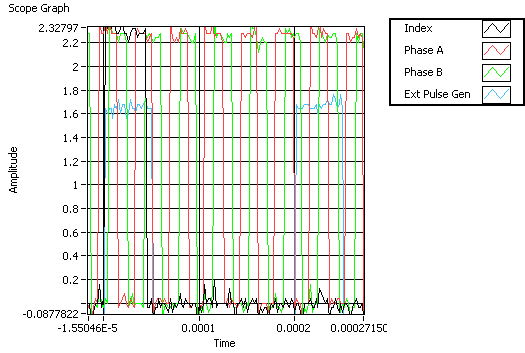 Scope Graph
2.32797
2.2
2
1.8
1.6
1.4
1.2
1
0.8
0.6
0.4
0.2
-0.0877822
Amplitude
-1.55046E-5
0.0001
0.0002
0.00027150
Time
Index
Phase A
Phase B
Ext Pulse Gen